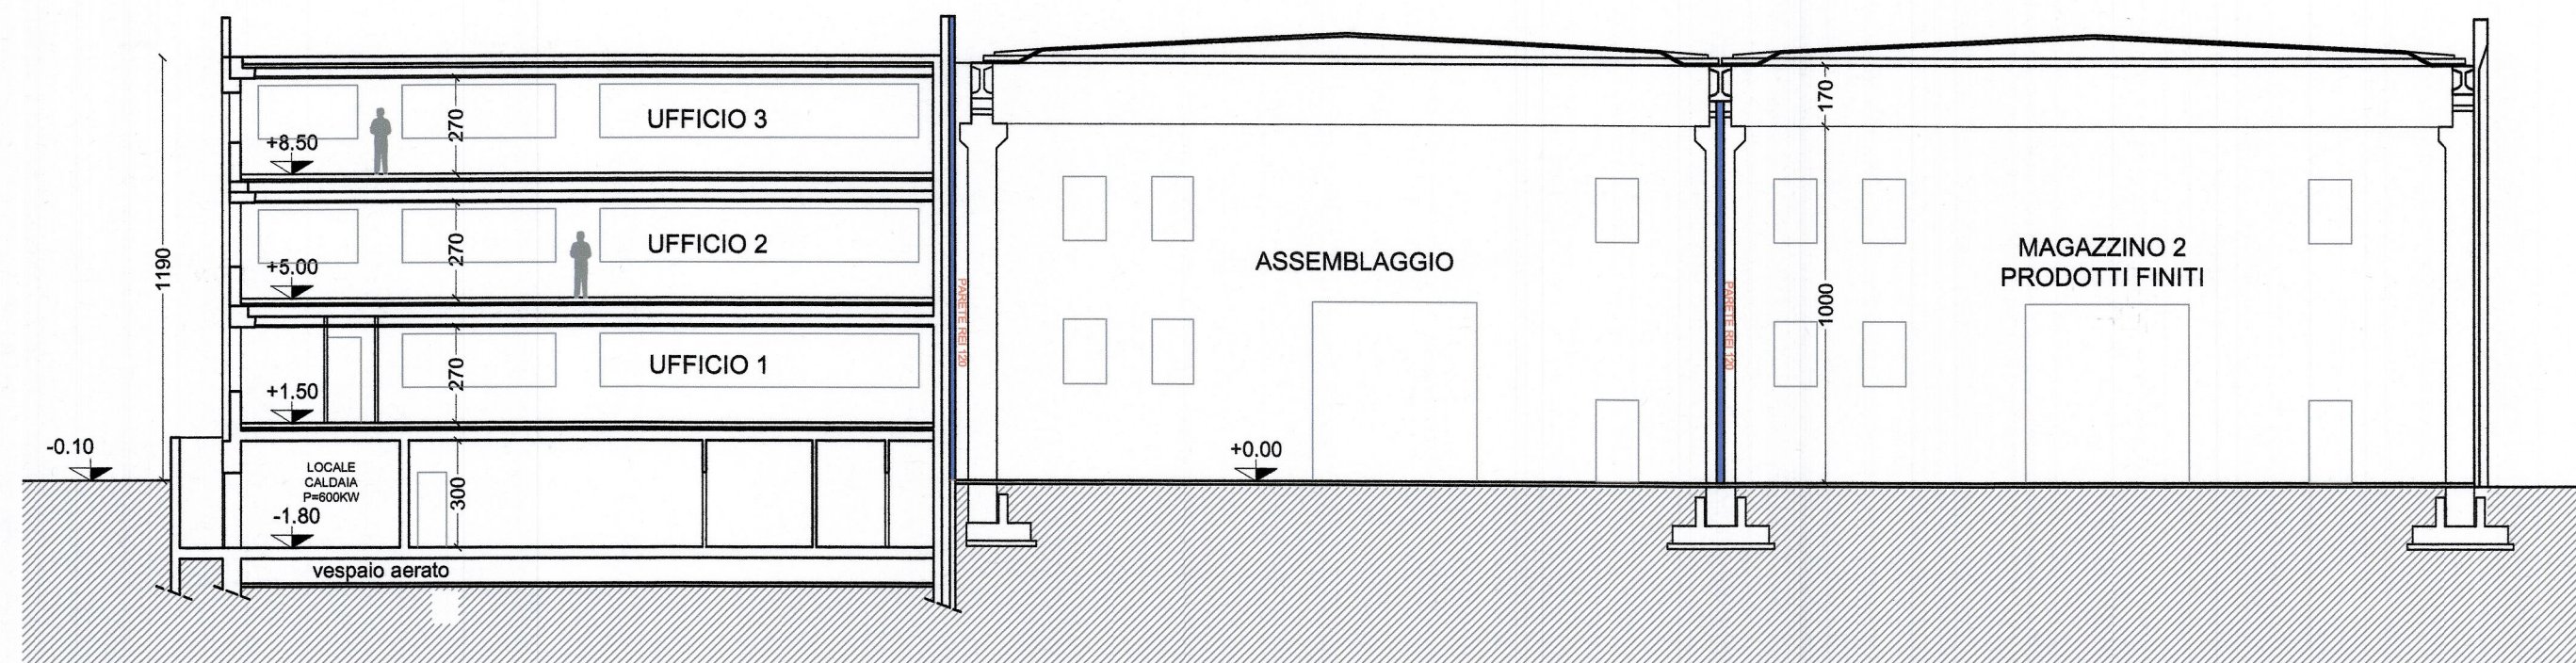 UFFICIO 3
270
+8.50
UFFICIO 2
270
+5.00
1190
UFFICIO 1
270
+1.50
-0.10
LOCALE
CALDAIA
P=600KW
-1.80
300
vespaio aerato
PARETE REI 120
ASSEMBLAGGIO
+0.00
PARETE REI 120
170
1000
MAGAZZINO 2
PRODOTTI FINITI